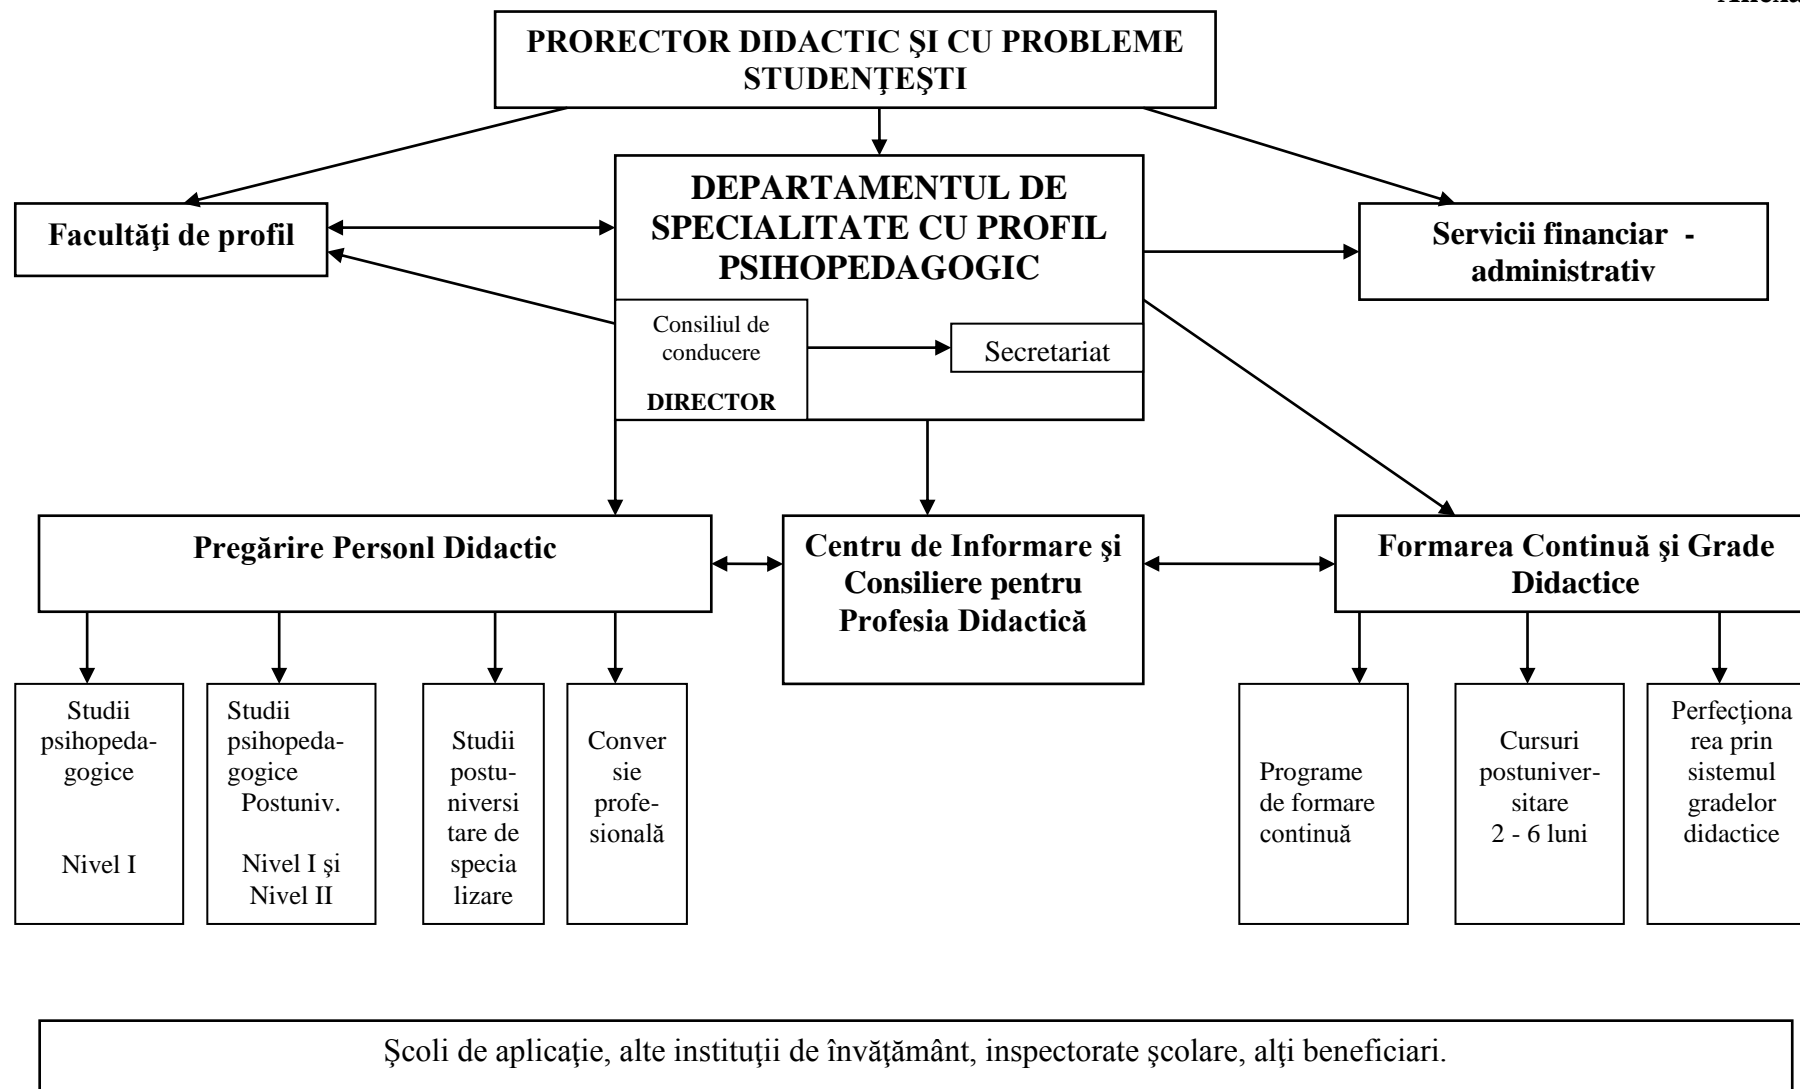 PRORECTOR DIDACTIC ŞI CU PROBLEME
STUDENŢEŞTI
DEPARTAMENTUL DE
SPECIALITATE CU PROFIL
PSIHOPEDAGOGIC
Facultăţi de profil
Servicii financiar -
administrativ
Consiliul de
conducere
DIRECTOR
Secretariat
Pregărire Personl Didactic
Centru de Informare şi
Consiliere pentru
Profesia Didactică
Formarea Continuă şi Grade
Didactice
Studii
psihopeda-
gogice
Nivel I
Studii
psihopeda-
gogice
Postuniv.
Nivel I şi
Nivel II
Studii
postu-
niversi
tare de
specia
lizare
Conver
sie
profe-
sională
Programe
de formare
continuă
Cursuri
postuniver-
sitare
2 - 6 luni
Perfecţiona
rea prin
sistemul
gradelor
didactice
Şcoli de aplicaţie, alte instituţii de învăţământ, inspectorate şcolare, alţi beneficiari.